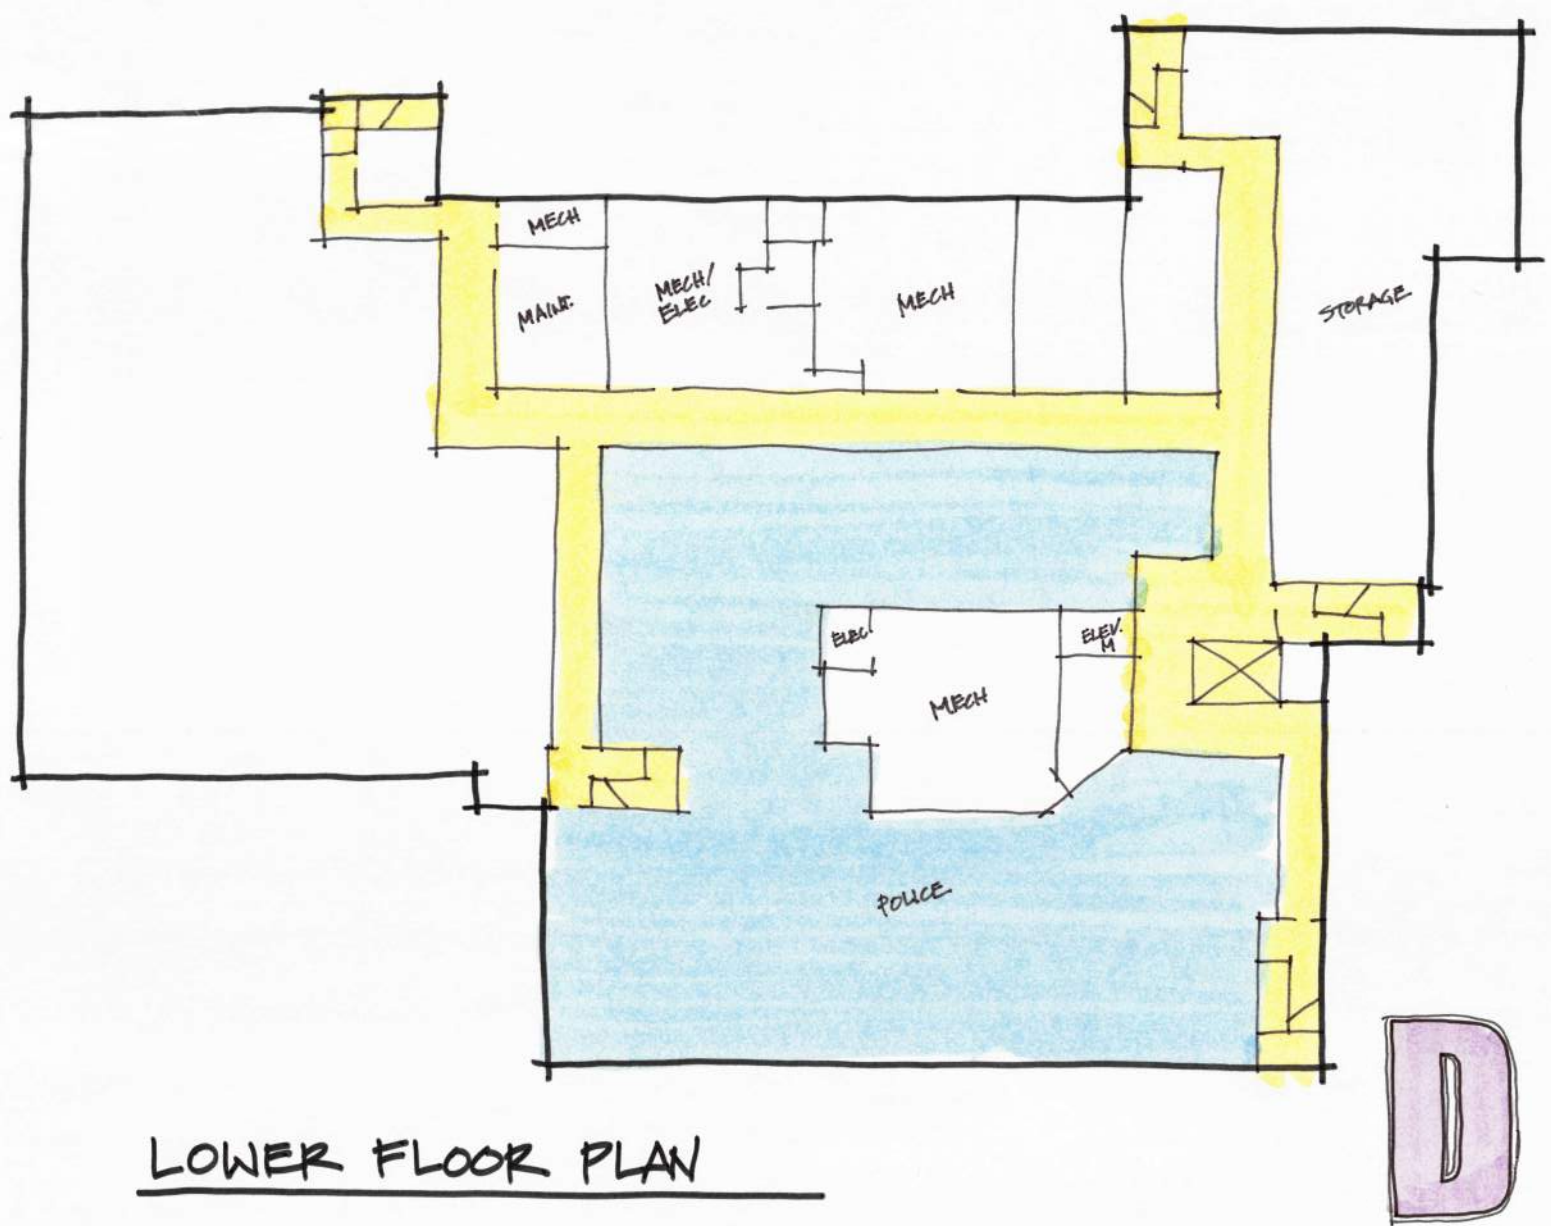 MECH
MECH/
ELEC
MAINT.
MECH
STORAGE
ELEC.
ELEV.
M
MECH
POLICE
LOWER FLOOR PLAN
D